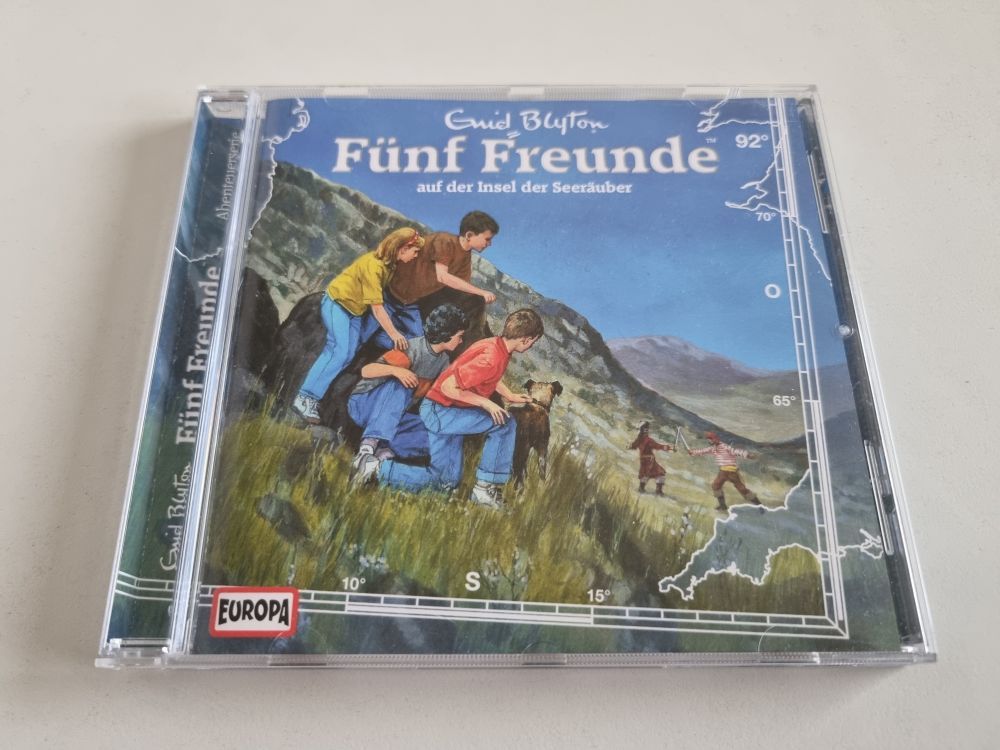 Enid Blyton
Fünf Freunde™
auf der Insel der Seeräuber
92°
70°
O
65°
10°
S
15°
EUROPA
Enid Blyton
Fünf Freunde
Abenteuerserie